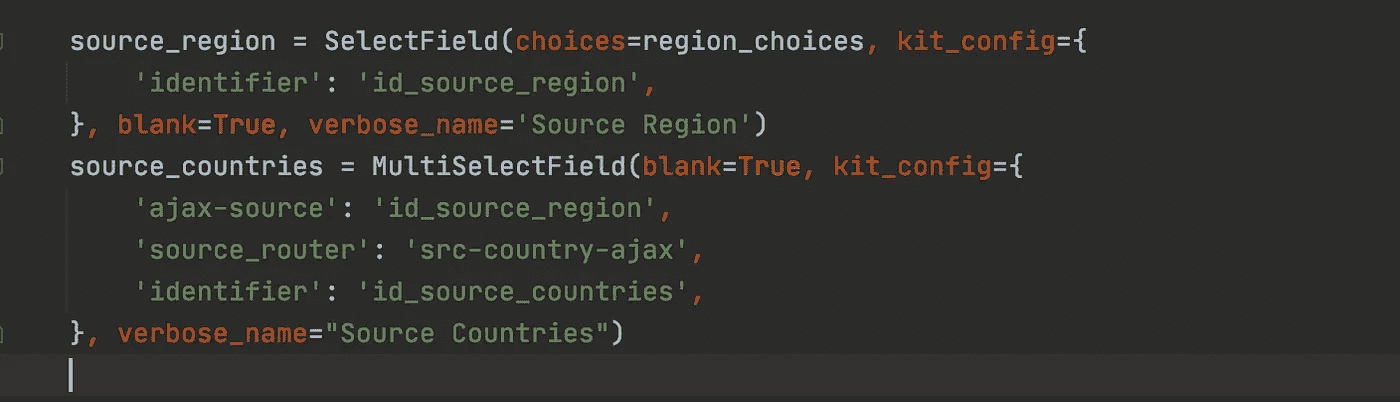 source_region = SelectField(choices=region_choices, kit_config={
    'identifier': 'id_source_region',
}, blank=True, verbose_name='Source Region')
source_countries = MultiSelectField(blank=True, kit_config={
    'ajax-source': 'id_source_region',
    'source_router': 'src-country-ajax',
    'identifier': 'id_source_countries',
}, verbose_name="Source Countries")